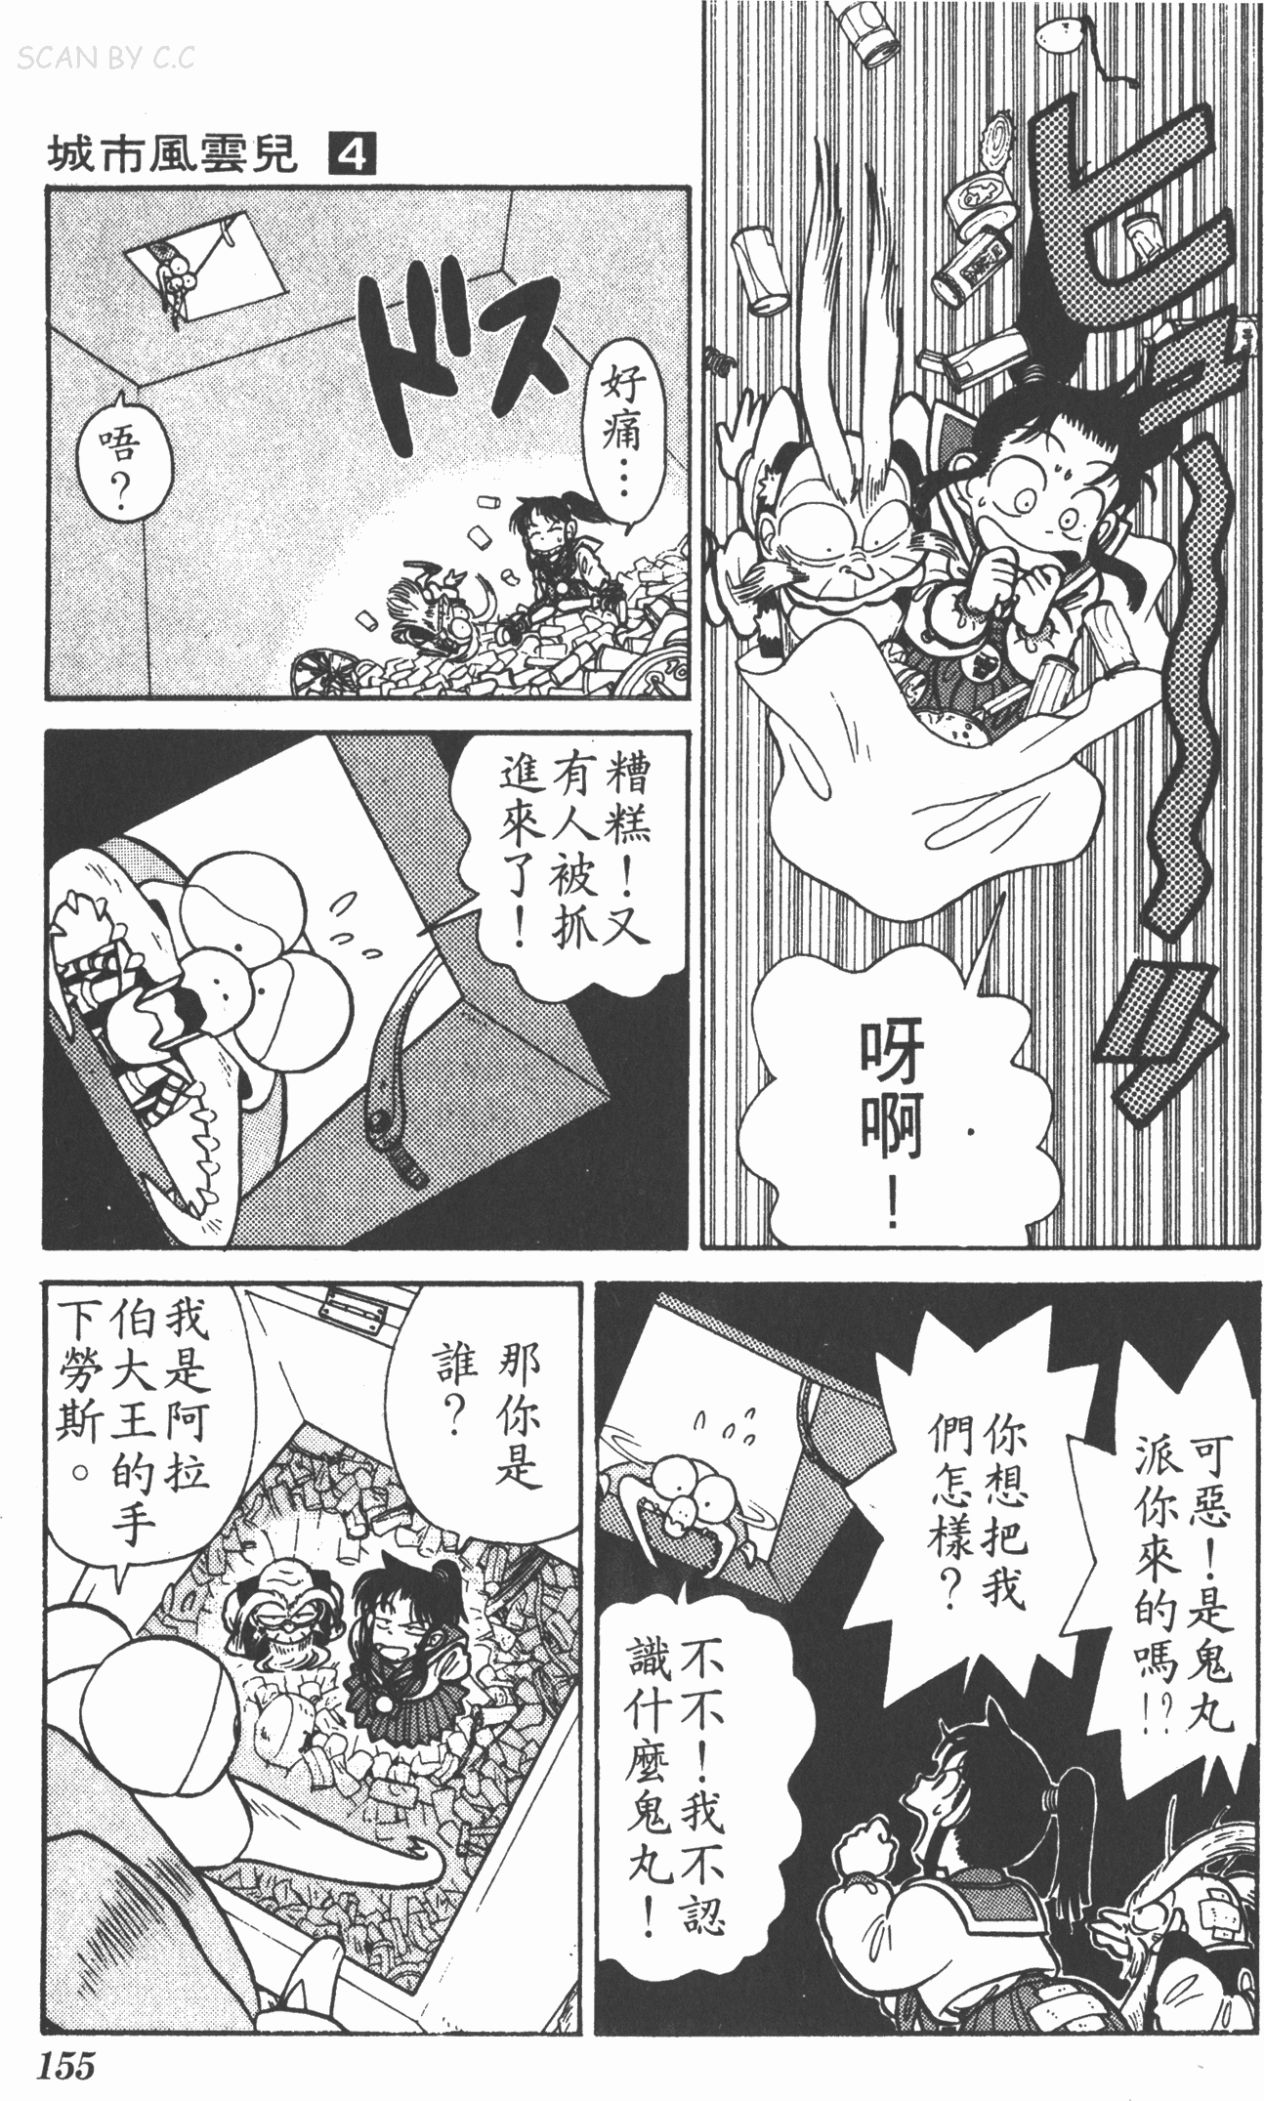 SCAN BY C.C
城市風雲兒 4
ヒューッ
呀啊！
ドス
好痛…
唔？
糟糕！又
有人被抓
進來了！
可惡！是鬼丸
派你來的嗎!?
你想把我
們怎樣？
不不！我不認
識什麼鬼丸！
那你是
誰？
我是阿拉
伯大王的手
下勞斯。
155